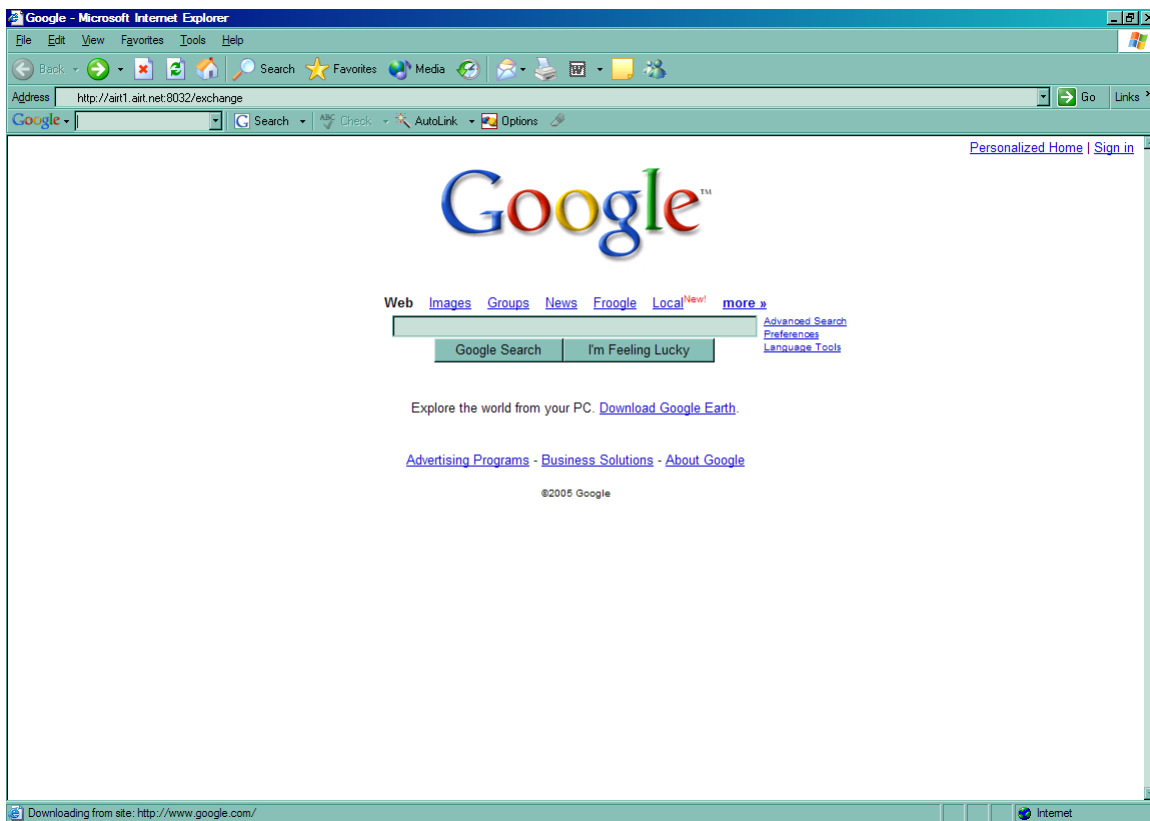 Google - Microsoft Internet Explorer
File Edit View Favorites Tools Help
Back Search Favorites Media
Address http://airt1.airt.net:8032/exchange Go Links
Google Search ABC Check AutoLink Options
Personalized Home | Sign in
Google™
Web Images Groups News Froogle Local New! more »
Advanced Search
Preferences
Language Tools
Google Search I'm Feeling Lucky
Explore the world from your PC. Download Google Earth.
Advertising Programs - Business Solutions - About Google
©2005 Google
Downloading from site: http://www.google.com/ Internet